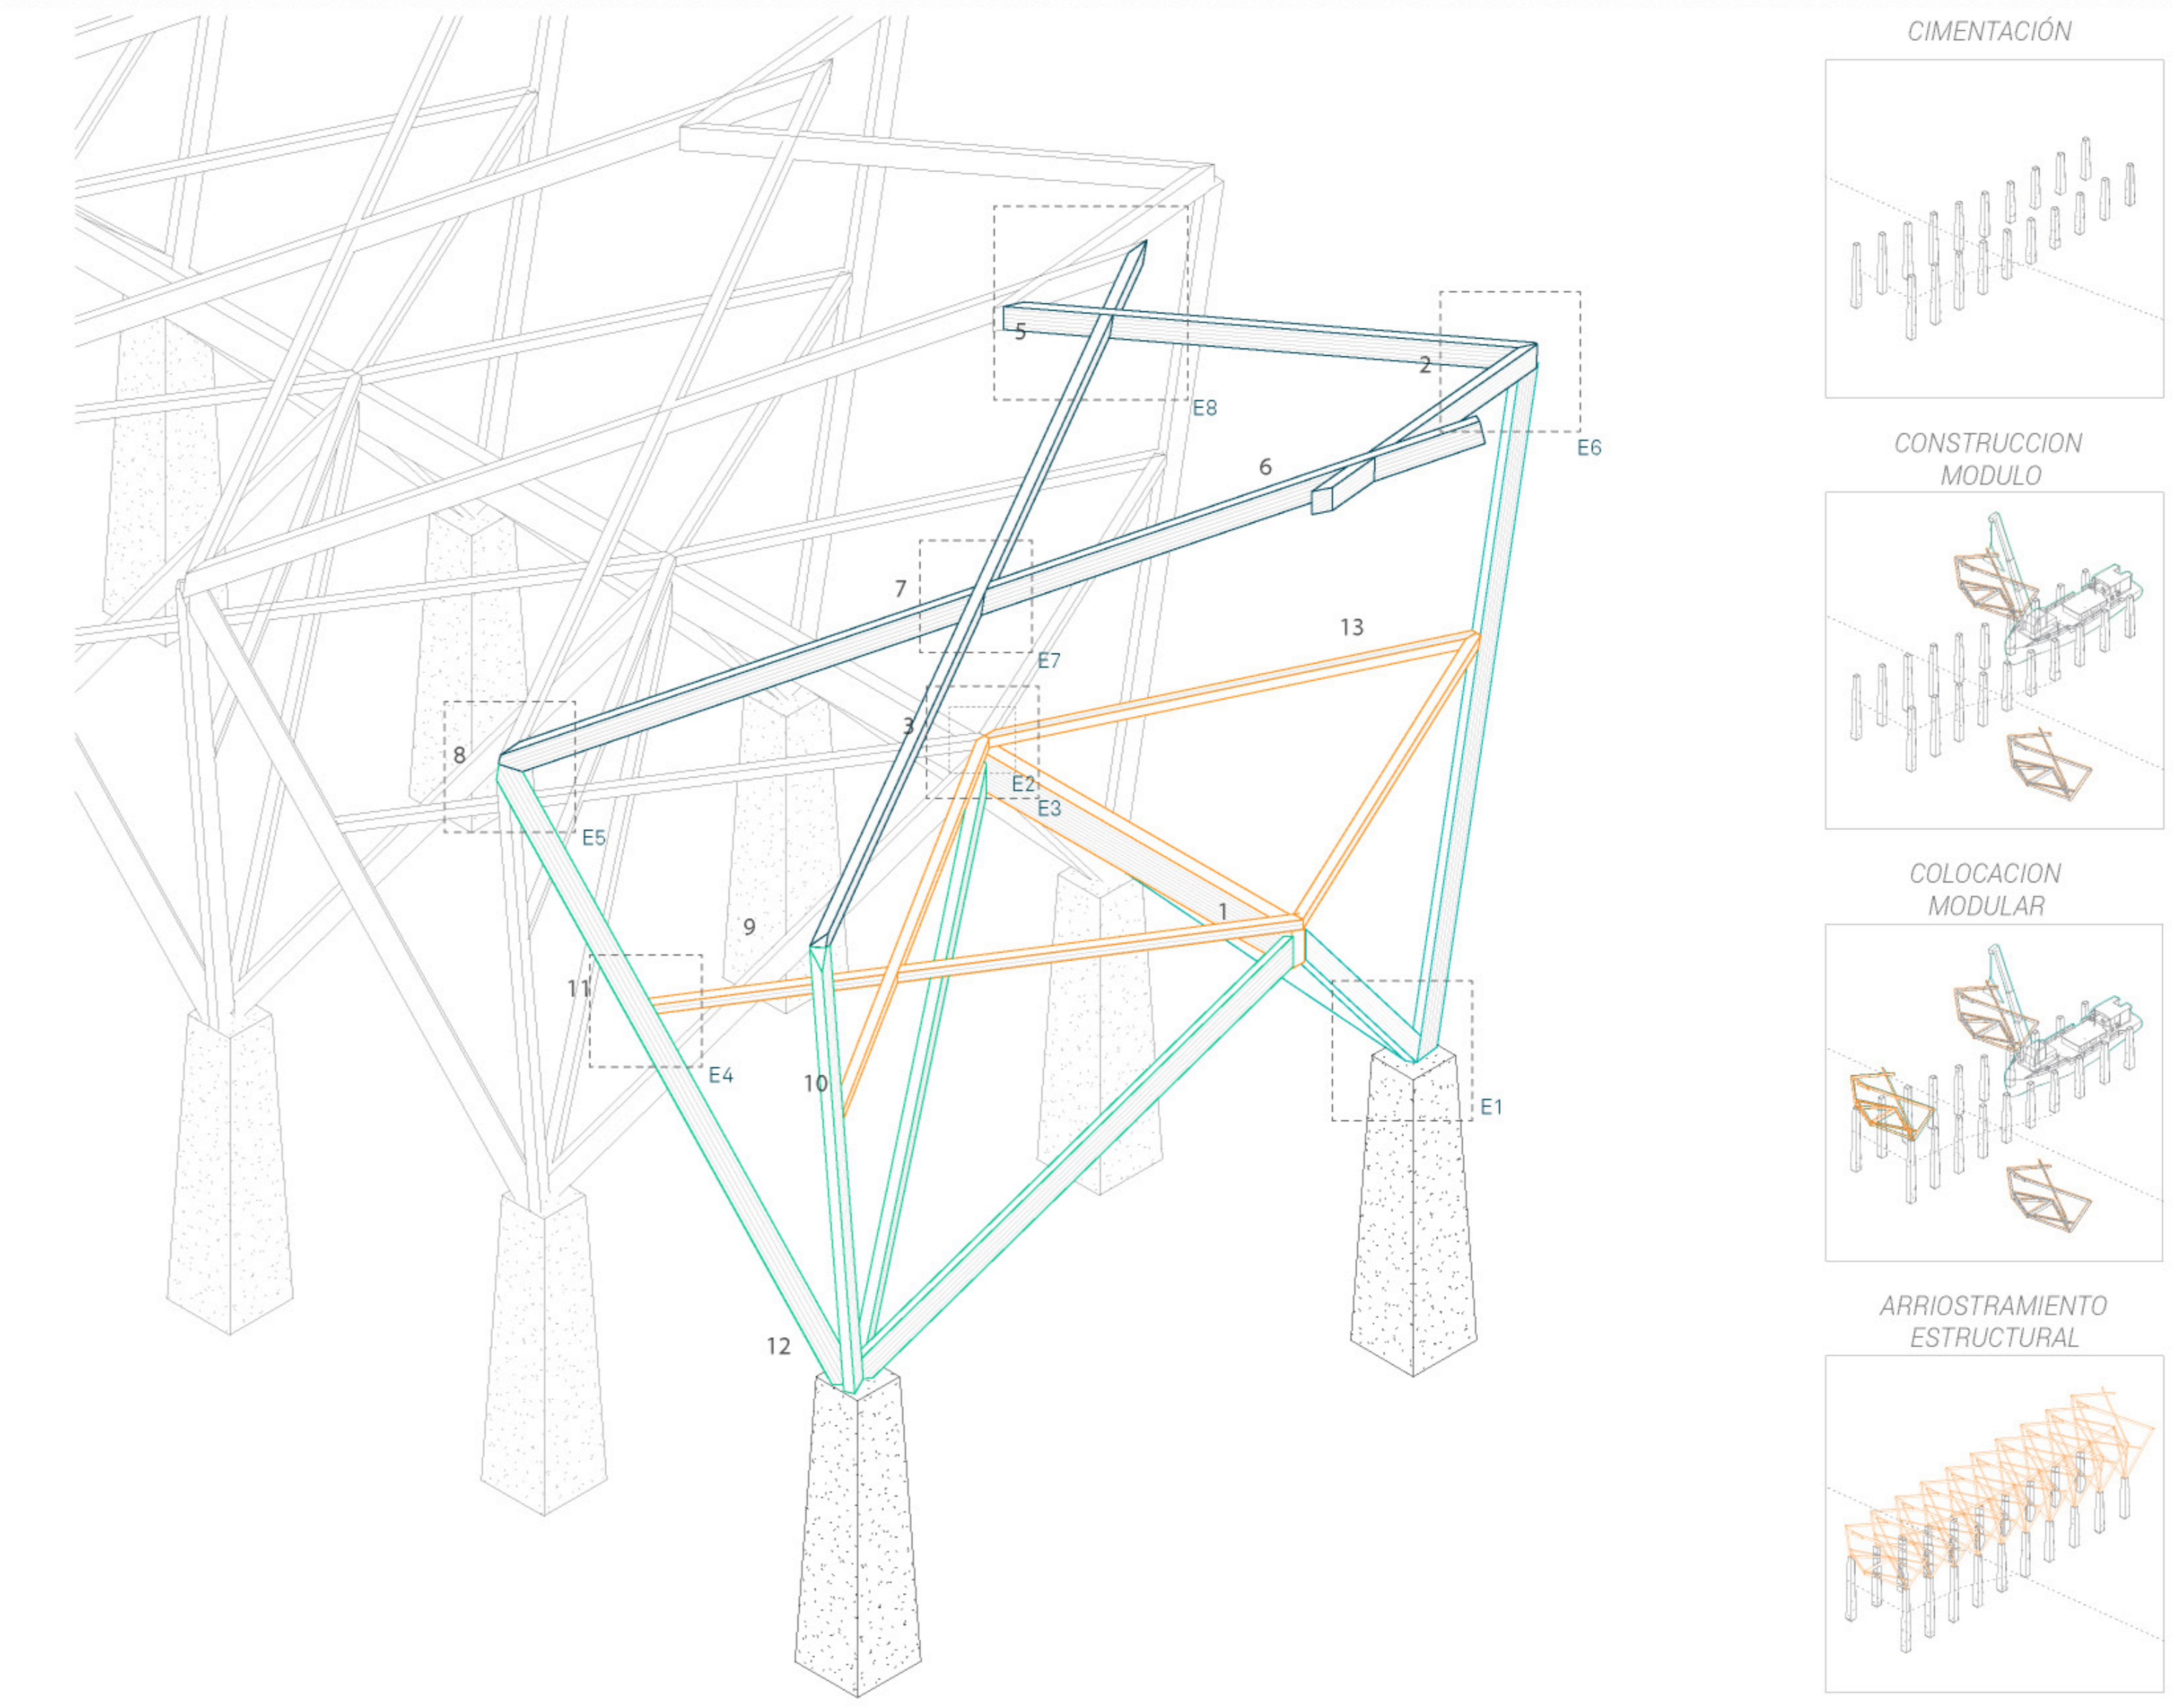 CIMENTACIÓN
5
2
E8
E6
6
7
E7
13
3
8
E2
E3
E5
CONSTRUCCION
MODULO
1
9
11
10
E4
E1
COLOCACION
MODULAR
12
ARRIOSTRAMIENTO
ESTRUCTURAL